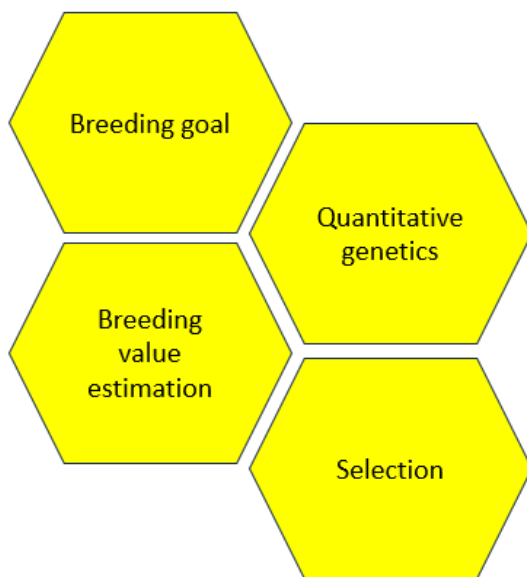 Breeding goal
Quantitative
genetics
Breeding
value
estimation
Selection